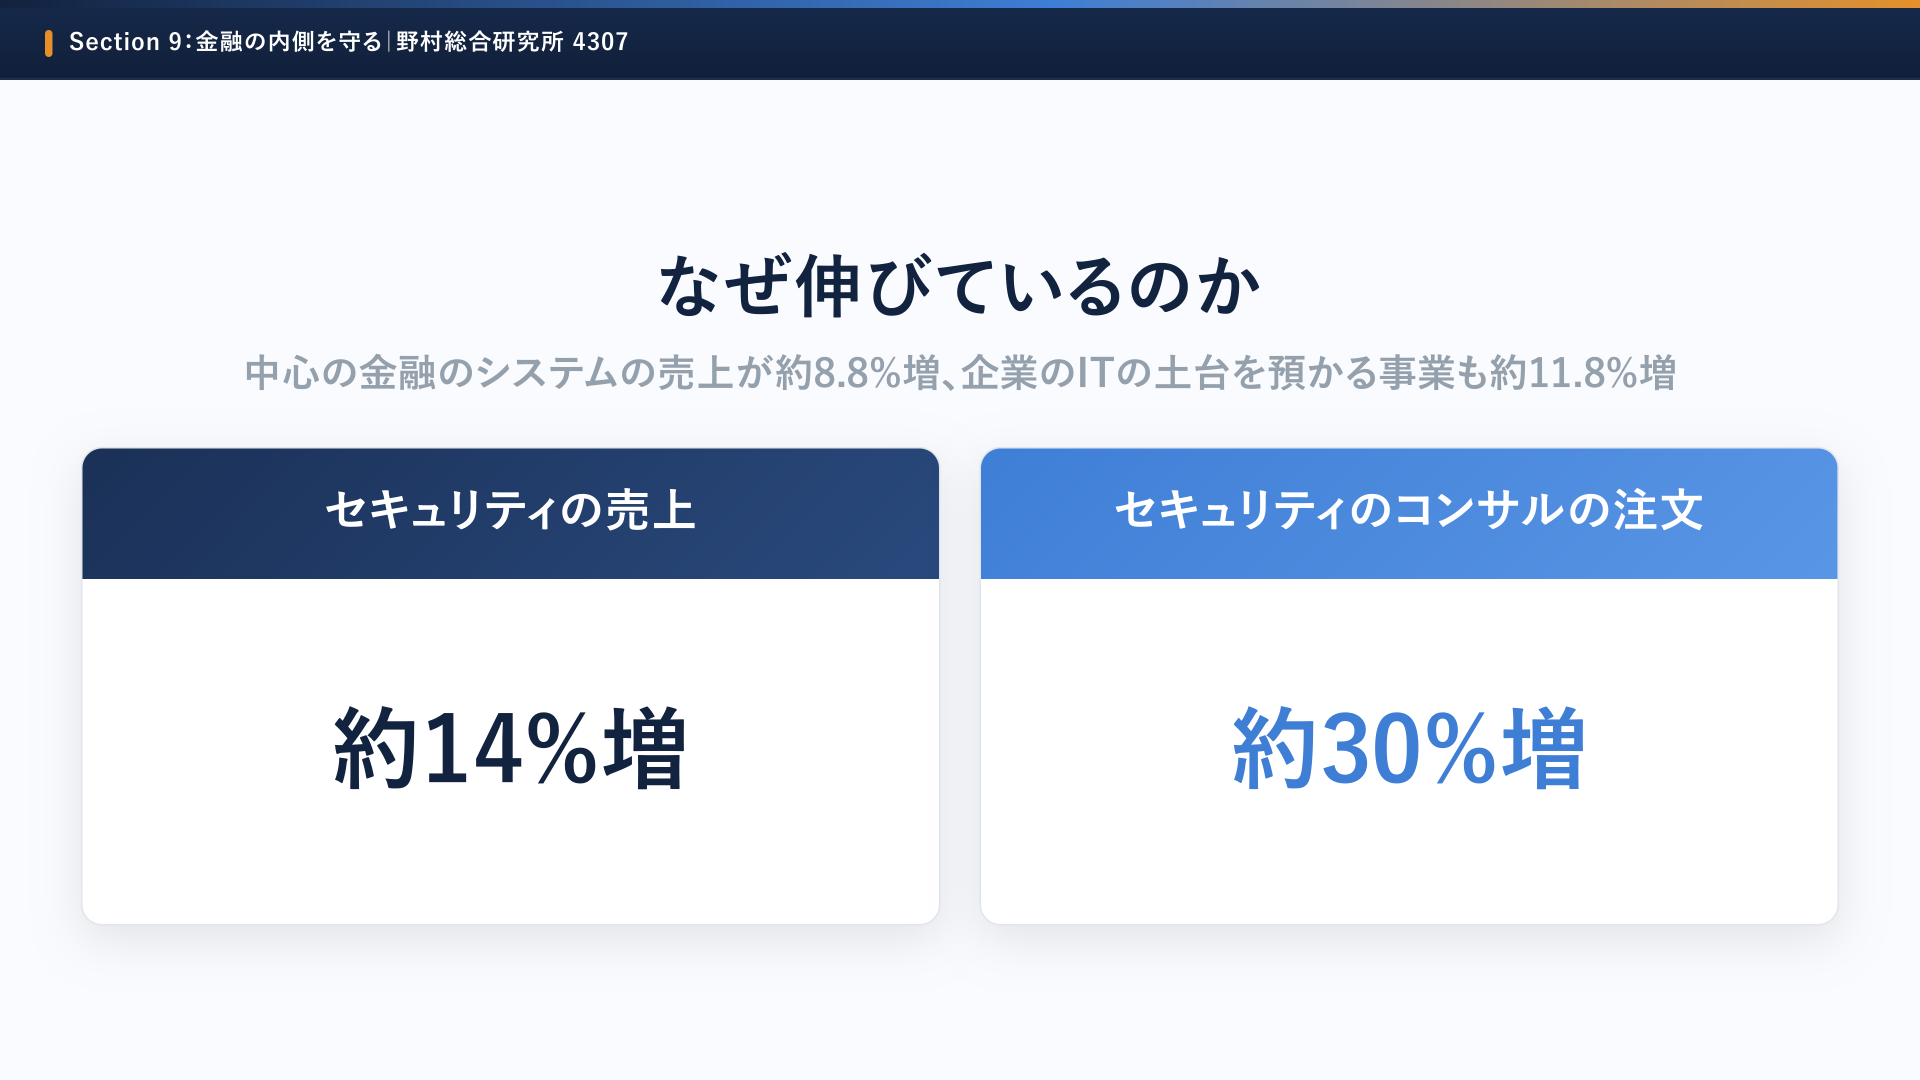 Section 9：金融の内側を守る｜野村総合研究所 4307
なぜ伸びているのか
中心の金融のシステムの売上が約8.8%増、企業のITの土台を預かる事業も約11.8%増
セキュリティの売上
セキュリティのコンサルの注文
約14%増
約30%増